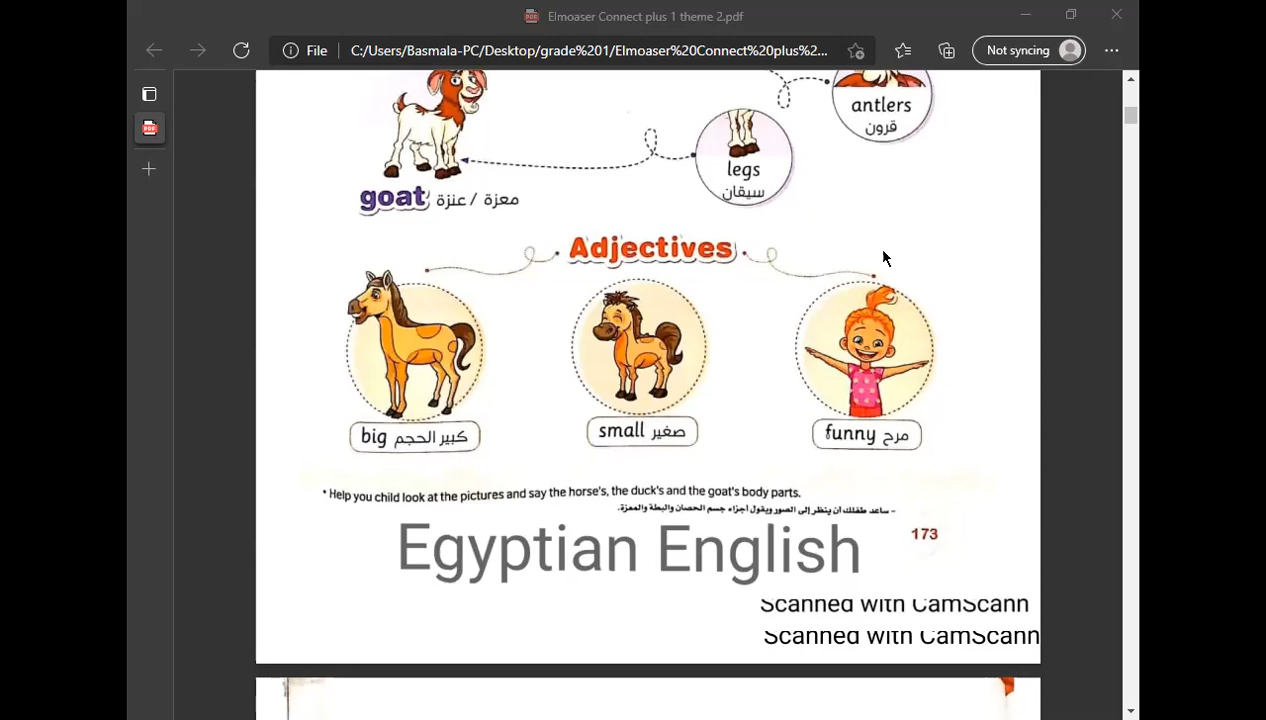 Elmoaser Connect plus 1 theme 2.pdf
File C:/Users/Basmala-PC/Desktop/grade%201/Elmoaser%20Connect%20plus%2... Not syncing
antlers
قرون
legs
سيقان
goat معزة / عنزة
Adjectives
big كبير الحجم
small صغير
funny مرح
* Help you child look at the pictures and say the horse's, the duck's and the goat's body parts.
- ساعد طفلك أن ينظر إلى الصور ويقول أجزاء جسم الحصان والبطة والمعزة.
173
Egyptian English
Scanned with CamScann
Scanned with CamScann